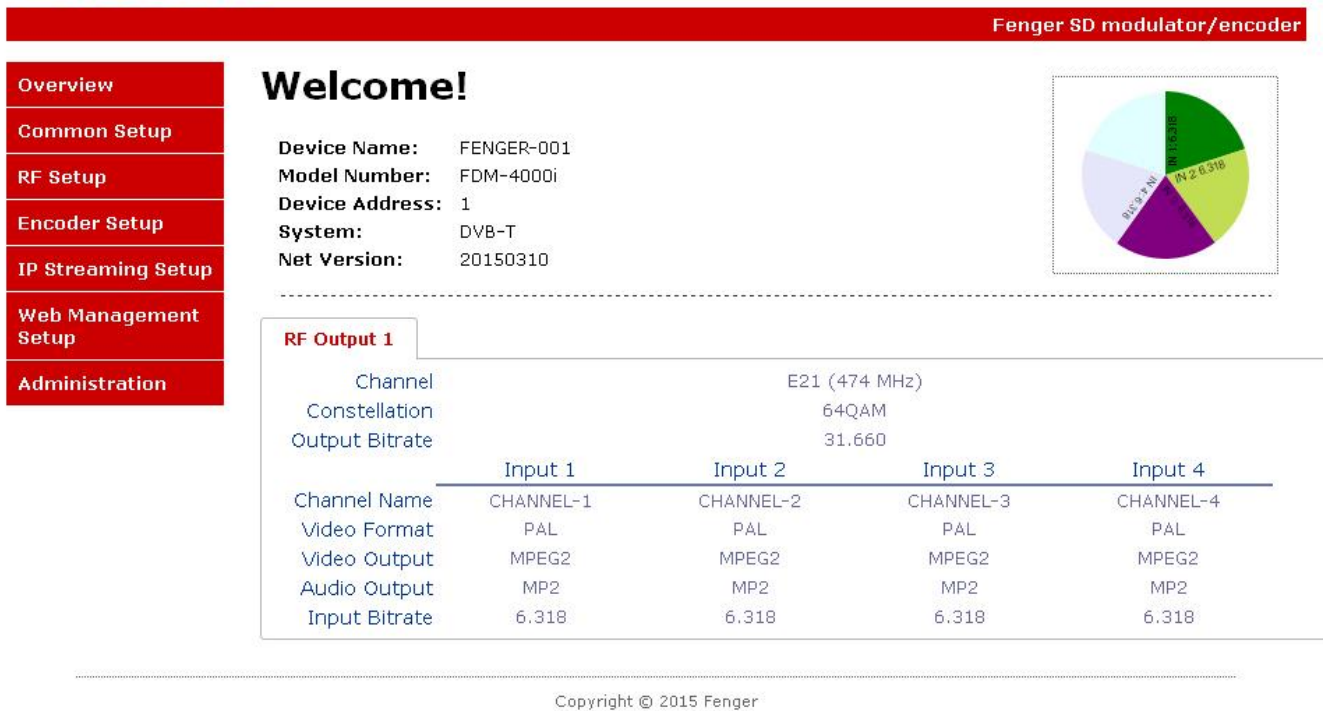 Fenger SD modulator/encoder
Overview
Common Setup
RF Setup
Encoder Setup
IP Streaming Setup
Web Management
Setup
Administration
Welcome!
Device Name: FENGER-001
Model Number: FDM-4000i
Device Address: 1
System: DVB-T
Net Version: 20150310
IN 1: 6.318
IN 2 6.318
IN 4: 6.318
RF Output 1
Channel E21 (474 MHz)
Constellation 64QAM
Output Bitrate 31.660
Input 1 Input 2 Input 3 Input 4
Channel Name CHANNEL-1 CHANNEL-2 CHANNEL-3 CHANNEL-4
Video Format PAL PAL PAL PAL
Video Output MPEG2 MPEG2 MPEG2 MPEG2
Audio Output MP2 MP2 MP2 MP2
Input Bitrate 6.318 6.318 6.318 6.318
Copyright © 2015 Fenger